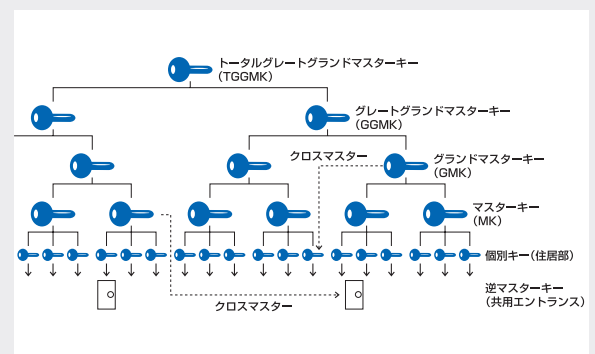 トータルグレートグランドマスターキー
(TGGMK)
グレートグランドマスターキー
(GGMK)
クロスマスター
グランドマスターキー
(GMK)
マスターキー
(MK)
個別キー(住居部)
逆マスターキー
(共用エントランス)
クロスマスター